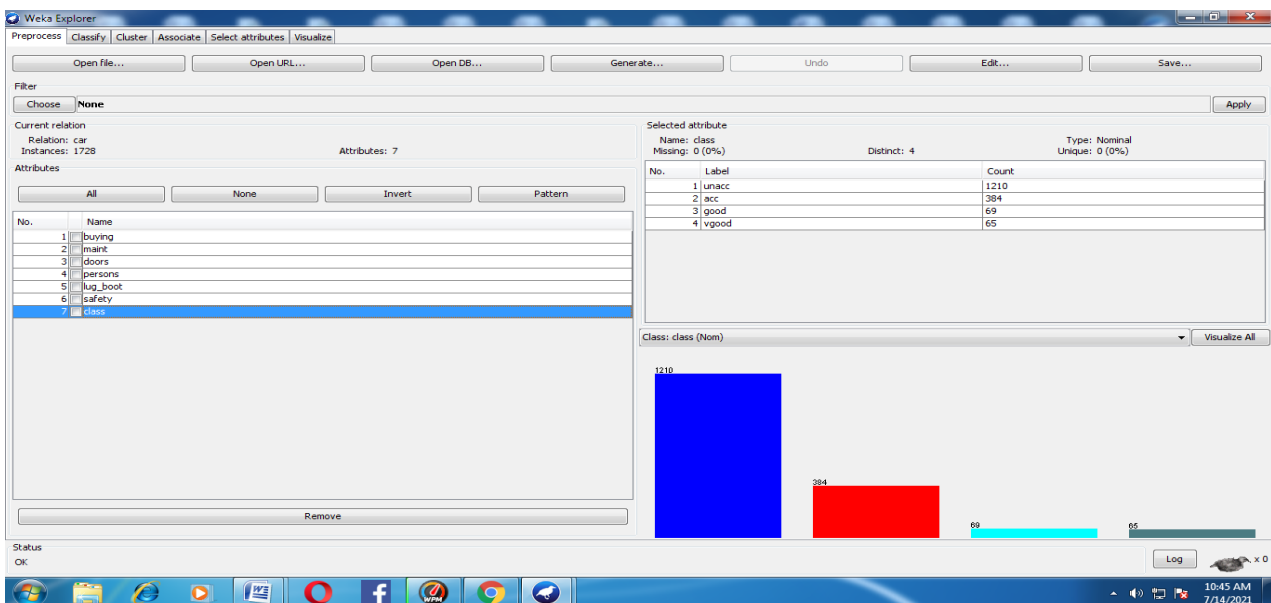 Weka Explorer
Preprocess Classify Cluster Associate Select attributes Visualize
Open file... Open URL... Open DB... Generate... Undo Edit... Save...
Filter
Choose None Apply
Current relation
Relation: car
Instances: 1728 Attributes: 7
Attributes
All None Invert Pattern
No. Name
1 buying
2 maint
3 doors
4 persons
5 lug_boot
6 safety
7 class
Remove
Selected attribute
Name: class Type: Nominal
Missing: 0 (0%) Distinct: 4 Unique: 0 (0%)
No. Label Count
1 unacc 1210
2 acc 384
3 good 69
4 vgood 65
Class: class (Nom) Visualize All
1210
384
69
65
Status
OK
Log x 0
W WPM
10:45 AM
7/14/2021